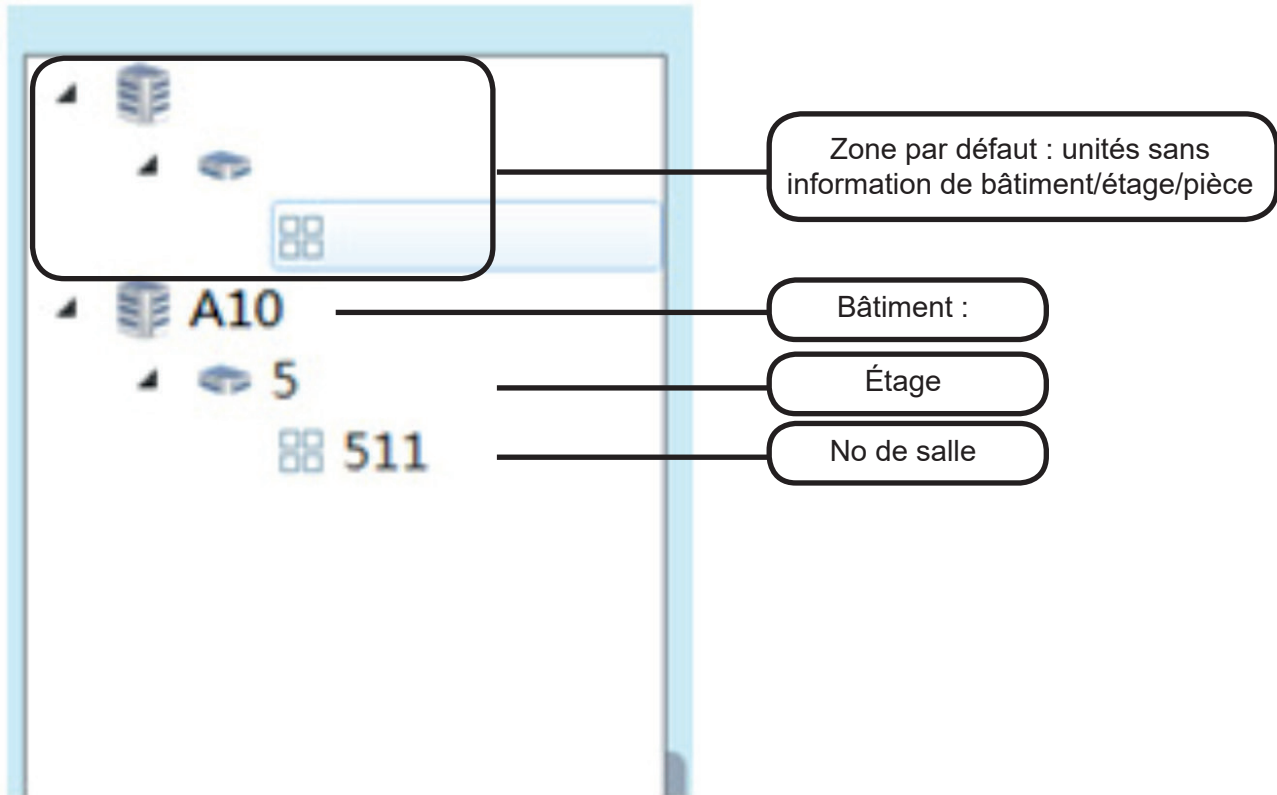 Zone par défaut : unités sans
information de bâtiment/étage/pièce
A10
Bâtiment :
5
Étage
511
No de salle